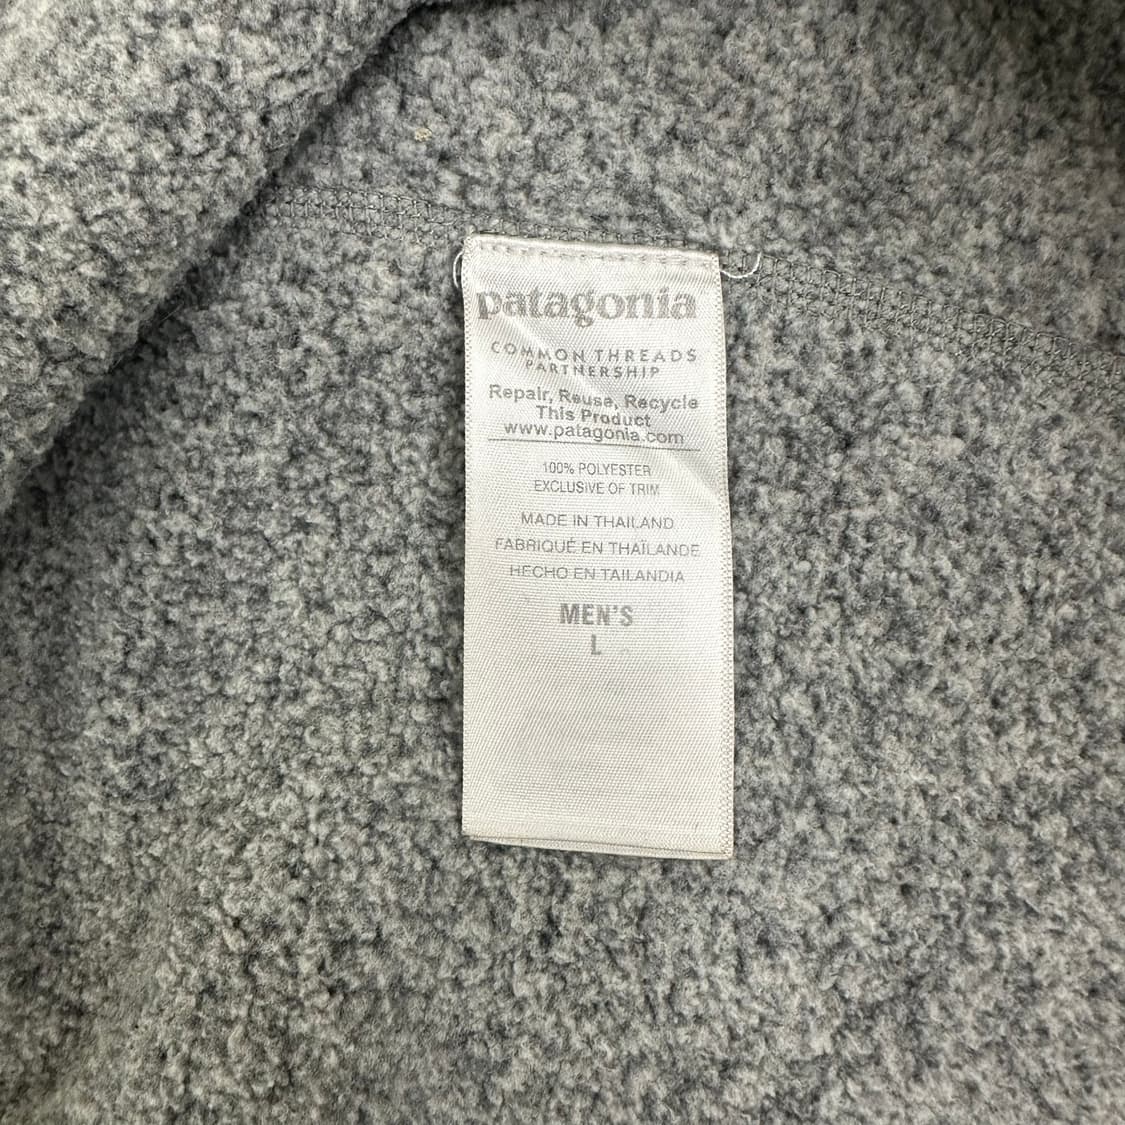 patagonia
COMMON THREADS
PARTNERSHIP
Repair, Reuse, Recycle
This Product
www.patagonia.com
100% POLYESTER
EXCLUSIVE OF TRIM
MADE IN THAILAND
FABRIQUÉ EN THAÏLANDE
HECHO EN TAILANDIA
MEN'S
L